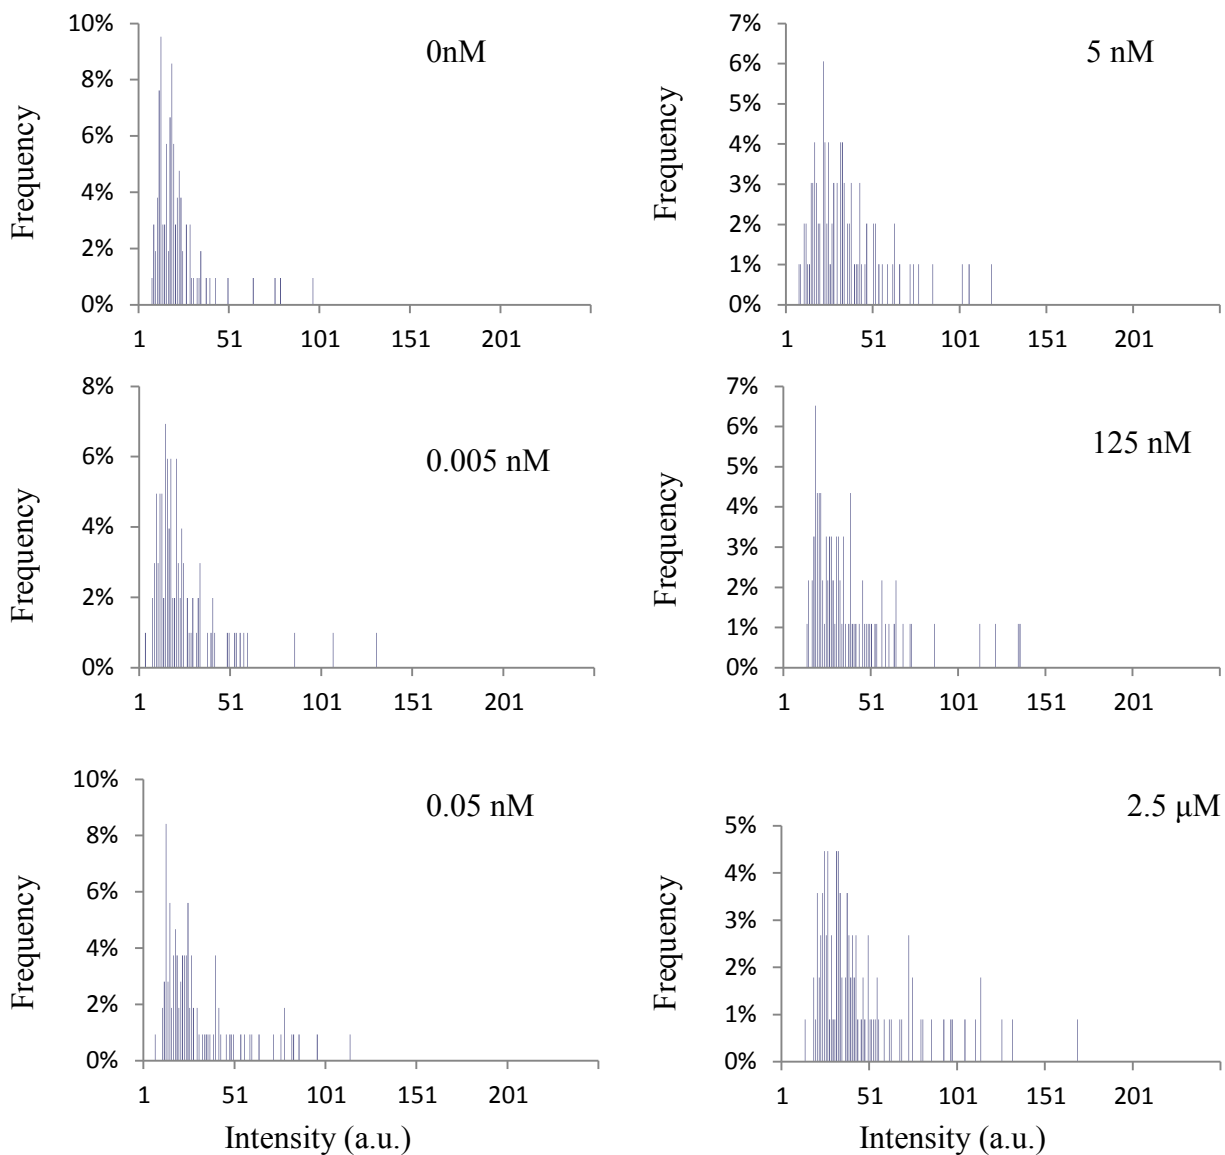 0nM
10%
8%
6%
4%
2%
0%
Frequency
1 51 101 151 201
5 nM
7%
6%
5%
4%
3%
2%
1%
0%
Frequency
1 51 101 151 201
0.005 nM
8%
6%
4%
2%
0%
Frequency
1 51 101 151 201
125 nM
7%
6%
5%
4%
3%
2%
1%
0%
Frequency
1 51 101 151 201
0.05 nM
10%
8%
6%
4%
2%
0%
Frequency
1 51 101 151 201
Intensity (a.u.)
2.5 μM
5%
4%
3%
2%
1%
0%
Frequency
1 51 101 151 201
Intensity (a.u.)